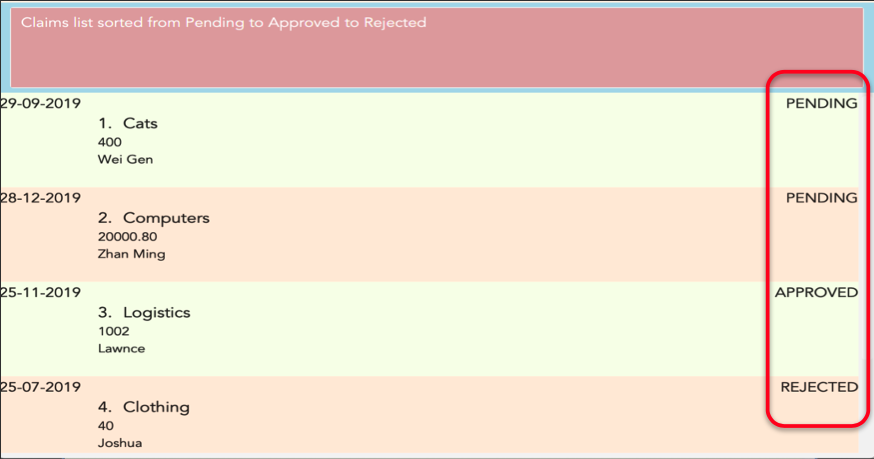 Claims list sorted from Pending to Approved to Rejected
29-09-2019 PENDING
1. Cats
400
Wei Gen
28-12-2019 PENDING
2. Computers
20000.80
Zhan Ming
25-11-2019 APPROVED
3. Logistics
1002
Lawnce
25-07-2019 REJECTED
4. Clothing
40
Joshua